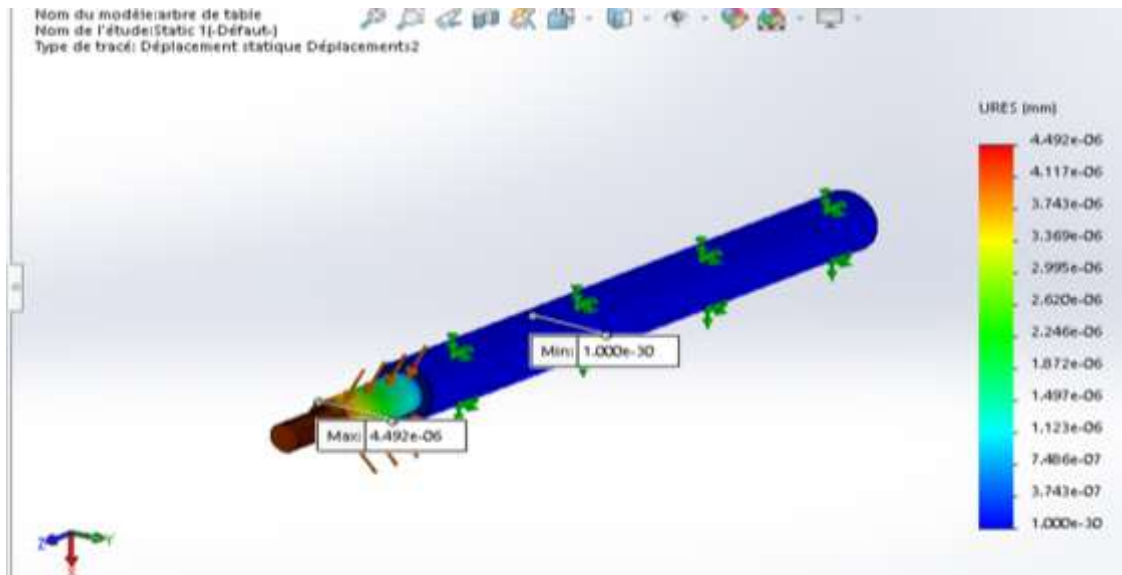 Nom du modèle:arbre de table
Nom de l'étude:Static 1(-Défaut-)
Type de tracé: Déplacement statique Déplacements2
URES (mm)
4.492e-06
4.117e-06
3.743e-06
3.369e-06
2.995e-06
2.620e-06
2.246e-06
1.872e-06
1.497e-06
1.123e-06
7.486e-07
3.743e-07
1.000e-30
Min: 1.000e-30
Max: 4.492e-06
Z Y
X